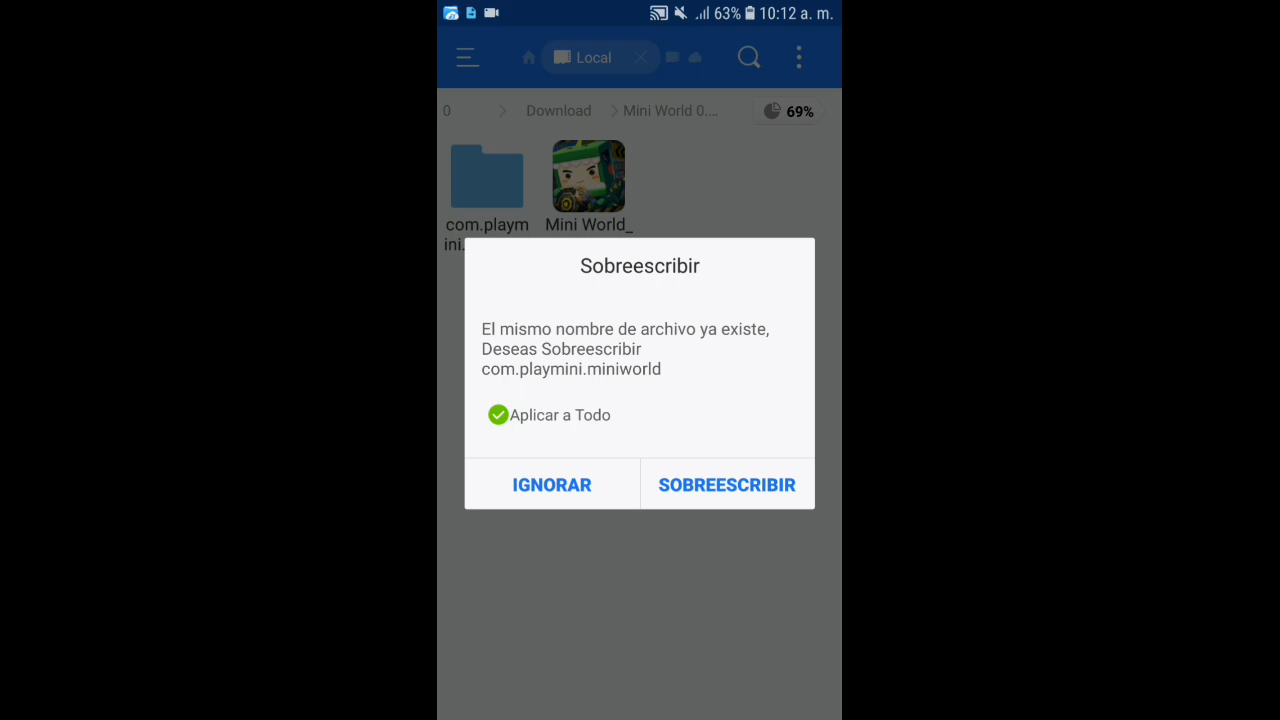 63% 10:12 a. m.
Local
0 Download Mini World 0.... 69%
com.playm Mini World_
ini.
Sobreescribir
El mismo nombre de archivo ya existe,
Deseas Sobreescribir
com.playmini.miniworld
Aplicar a Todo
IGNORAR SOBREESCRIBIR